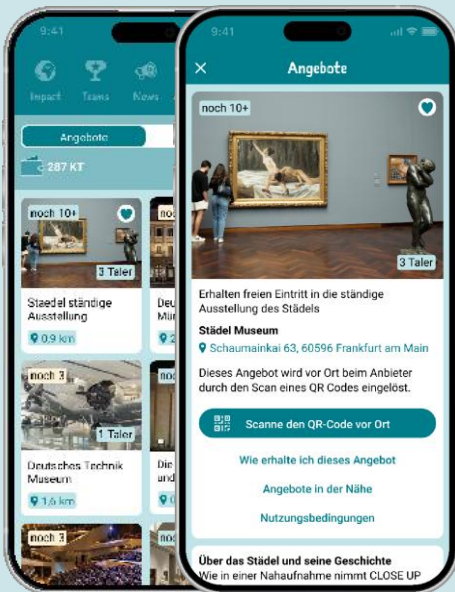 9:41
Impact
Teams
News
Angebote
287 KT
noch 10+
3 Taler
Staedel ständige
Ausstellung
0,9 km
noch 3
1 Taler
Deutsches Technik
Museum
1,6 km
noch 3
Die
und
9:41
Angebote
noch 10+
3 Taler
Erhalten freien Eintritt in die ständige
Ausstellung des Städels
Städel Museum
Schaumainkai 63, 60596 Frankfurt am Main
Dieses Angebot wird vor Ort beim Anbieter
durch den Scan eines QR Codes eingelöst.
Scanne den QR-Code vor Ort
Wie erhalte ich dieses Angebot
Angebote in der Nähe
Nutzungsbedingungen
Über das Städel und seine Geschichte
Wie in einer Nahaufnahme nimmt CLOSE UP